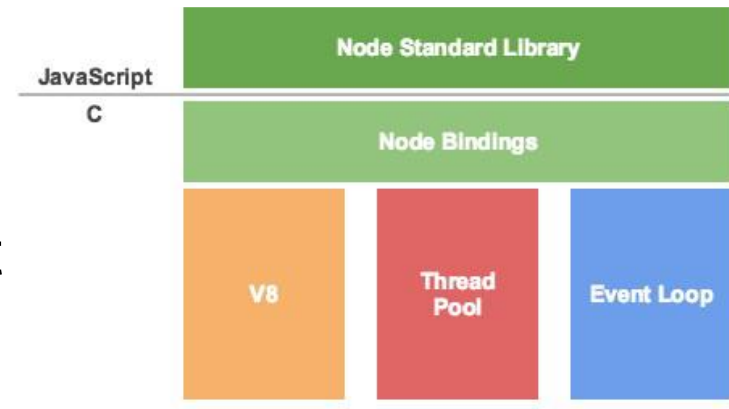 Node Standard Library
JavaScript
C
Node Bindings
V8
Thread
Pool
Event Loop